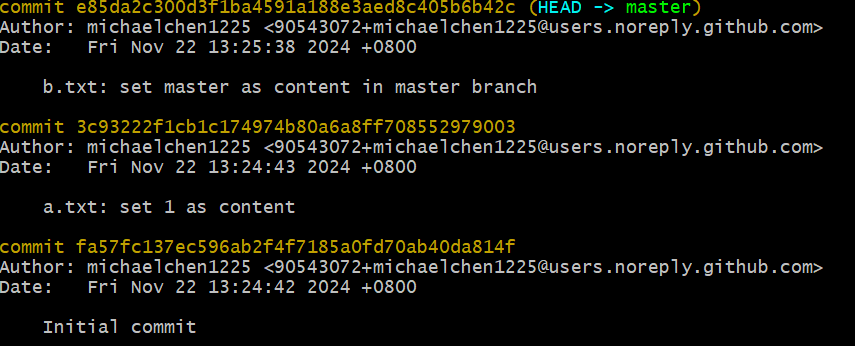 commit e85da2c300d3f1ba4591a188e3aed8c405b6b42c (HEAD -> master)
Author: michaelchen1225 <90543072+michaelchen1225@users.noreply.github.com>
Date:   Fri Nov 22 13:25:38 2024 +0800
b.txt: set master as content in master branch
commit 3c93222f1cb1c174974b80a6a8ff708552979003
Author: michaelchen1225 <90543072+michaelchen1225@users.noreply.github.com>
Date:   Fri Nov 22 13:24:43 2024 +0800
a.txt: set 1 as content
commit fa57fc137ec596ab2f4f7185a0fd70ab40da814f
Author: michaelchen1225 <90543072+michaelchen1225@users.noreply.github.com>
Date:   Fri Nov 22 13:24:42 2024 +0800
Initial commit